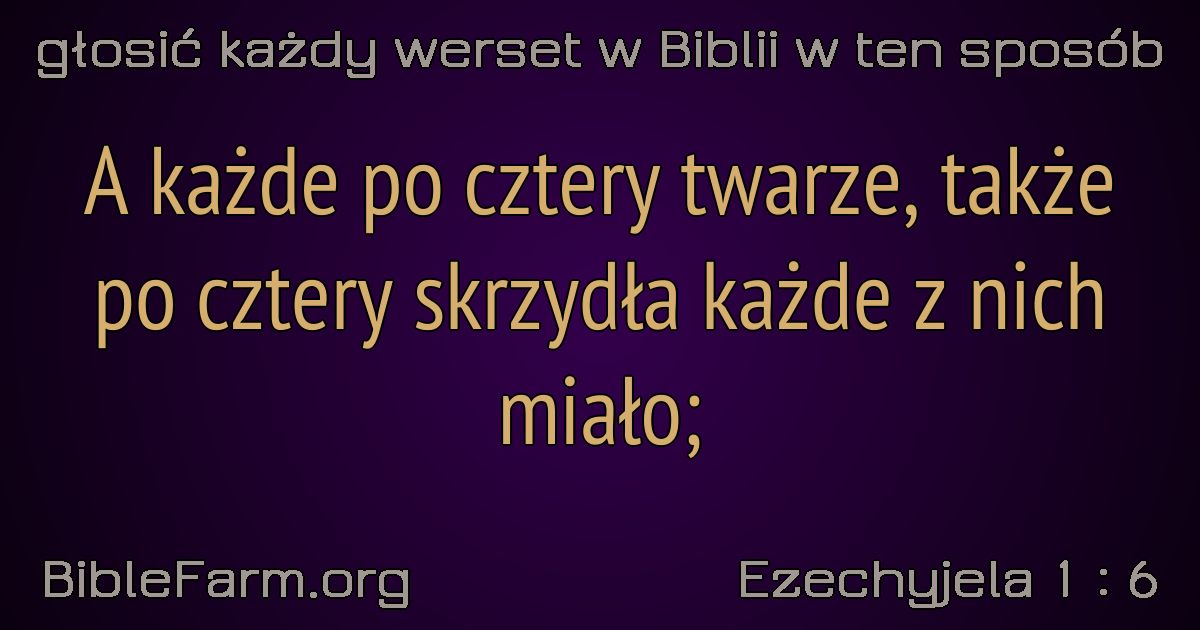 głosić każdy werset w Biblii w ten sposób
A każde po cztery twarze, także
po cztery skrzydła każde z nich
miało;
BibleFarm.org
Ezechyjela 1 : 6